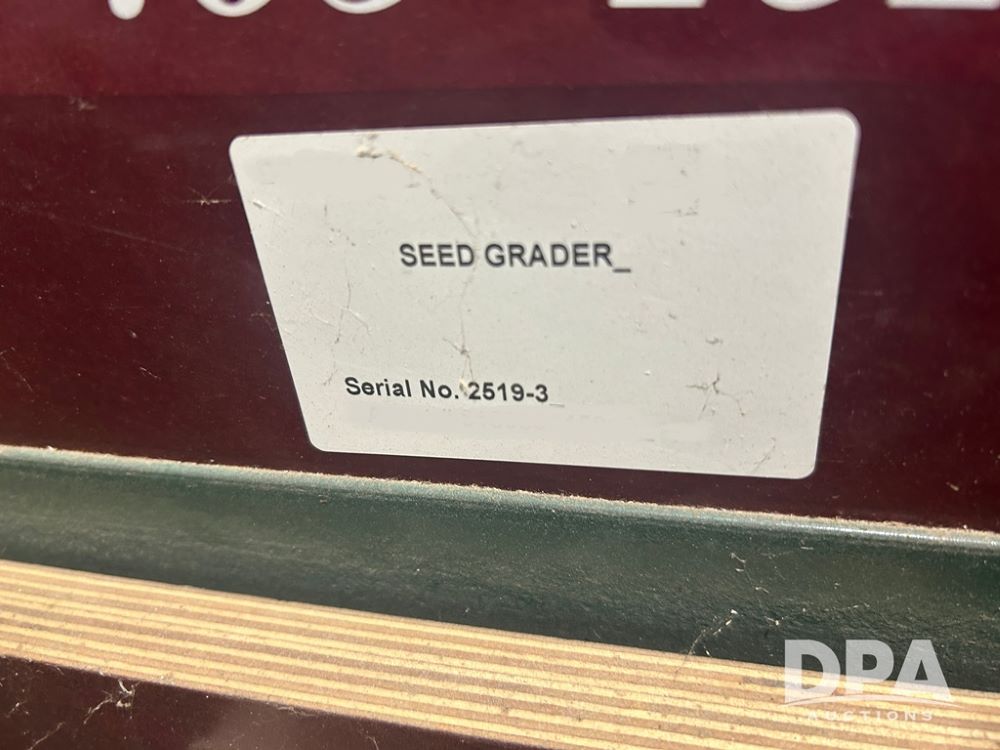 SEED GRADER_
Serial No. 2519-3_
DPA
AUCTIONS